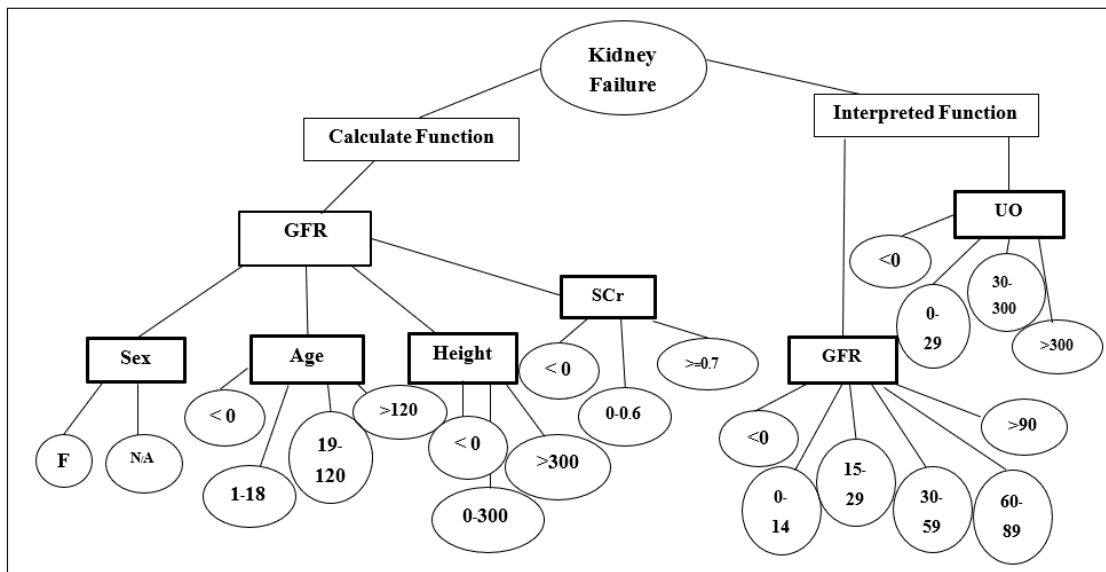 Kidney
Failure
Calculate Function
Interpreted Function
GFR
UO
<0
0-
29
30-
300
>300
SCr
< 0
0-0.6
>=0.7
Sex
F
N/A
Age
< 0
1-18
19-
120
>120
Height
< 0
0-300
>300
GFR
<0
0-
14
15-
29
30-
59
60-
89
>90